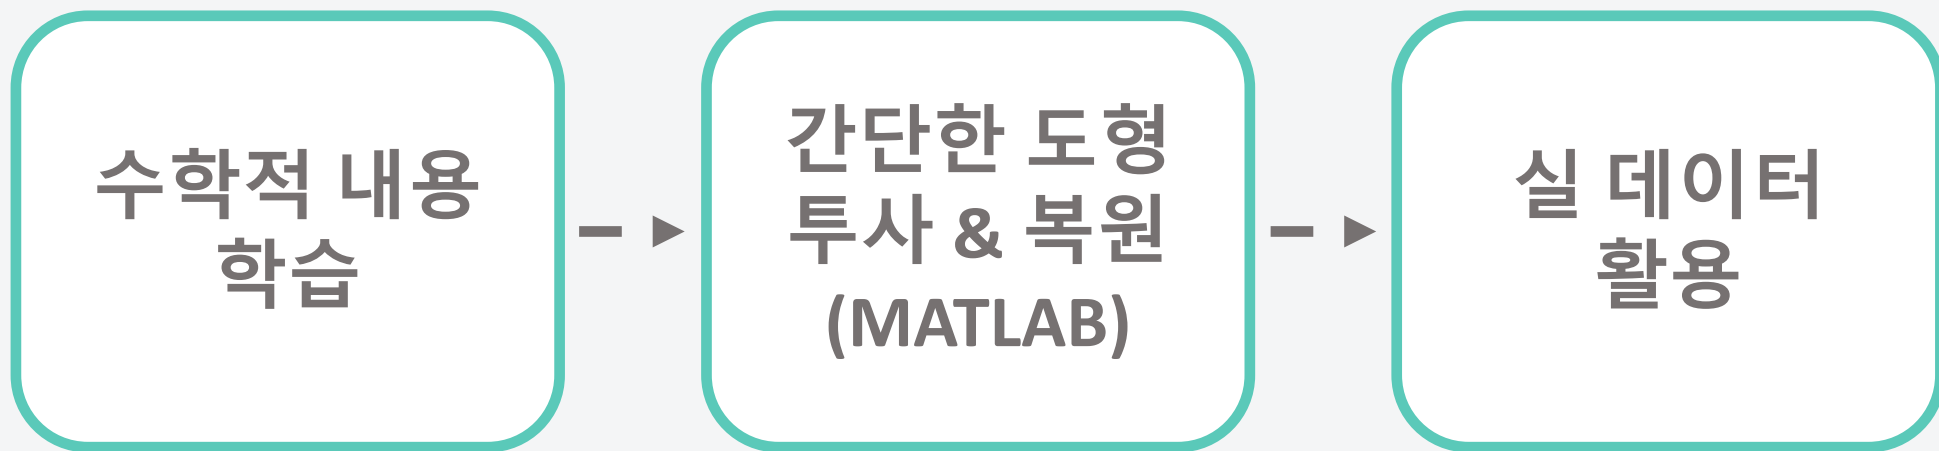 수학적 내용
학습
간단한 도형
투사 & 복원
(MATLAB)
실 데이터
활용